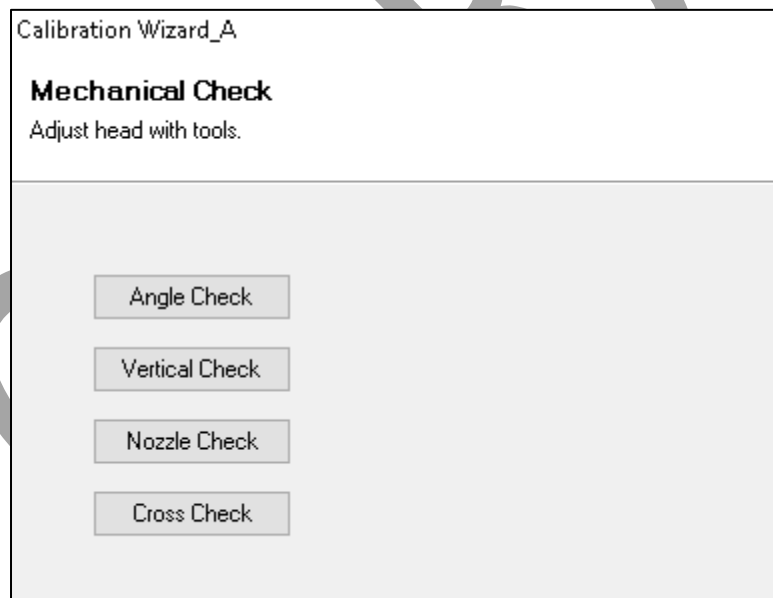 Calibration Wizard_A
Mechanical Check
Adjust head with tools.
Angle Check
Vertical Check
Nozzle Check
Cross Check